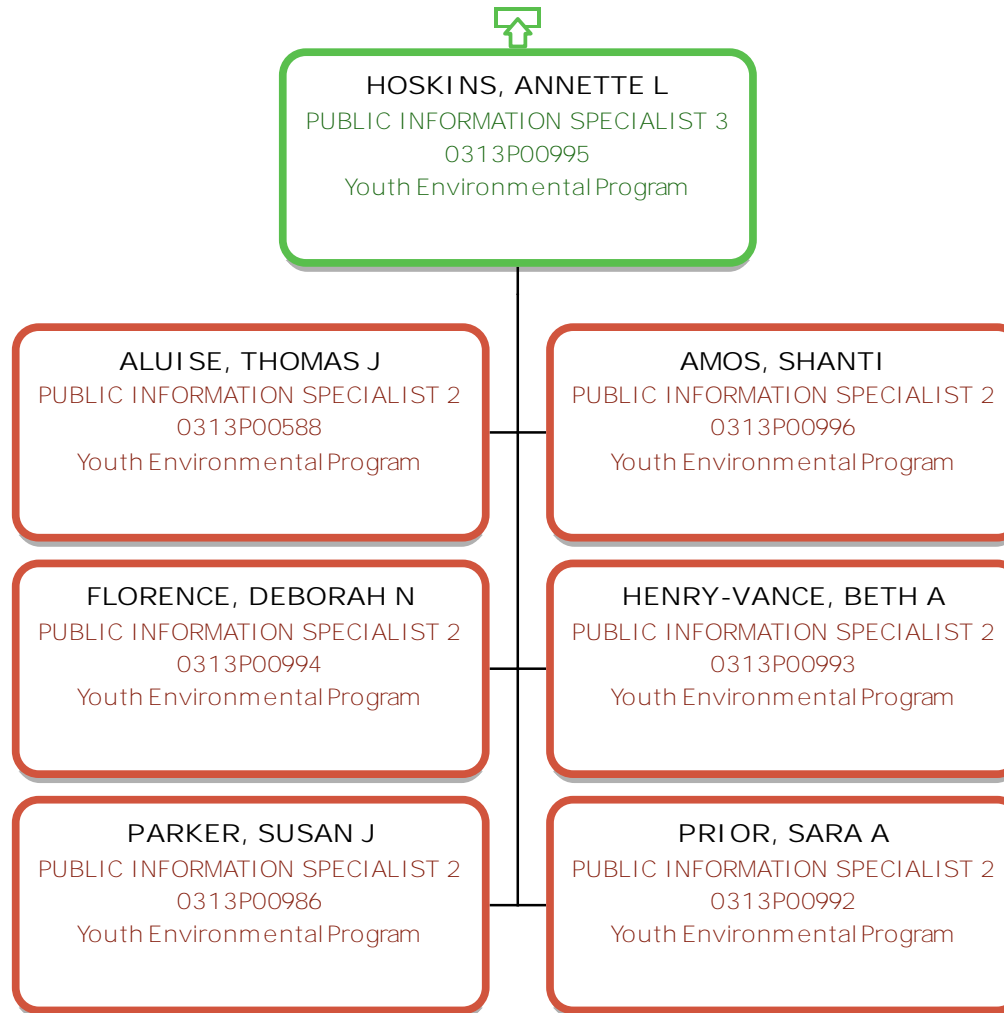 HOSKINS, ANNETTE L
PUBLIC INFORMATION SPECIALIST 3
0313P00995
Youth Environmental Program
ALUISE, THOMAS J
PUBLIC INFORMATION SPECIALIST 2
0313P00588
Youth Environmental Program
AMOS, SHANTI
PUBLIC INFORMATION SPECIALIST 2
0313P00996
Youth Environmental Program
FLORENCE, DEBORAH N
PUBLIC INFORMATION SPECIALIST 2
0313P00994
Youth Environmental Program
HENRY-VANCE, BETH A
PUBLIC INFORMATION SPECIALIST 2
0313P00993
Youth Environmental Program
PARKER, SUSAN J
PUBLIC INFORMATION SPECIALIST 2
0313P00986
Youth Environmental Program
PRIOR, SARA A
PUBLIC INFORMATION SPECIALIST 2
0313P00992
Youth Environmental Program